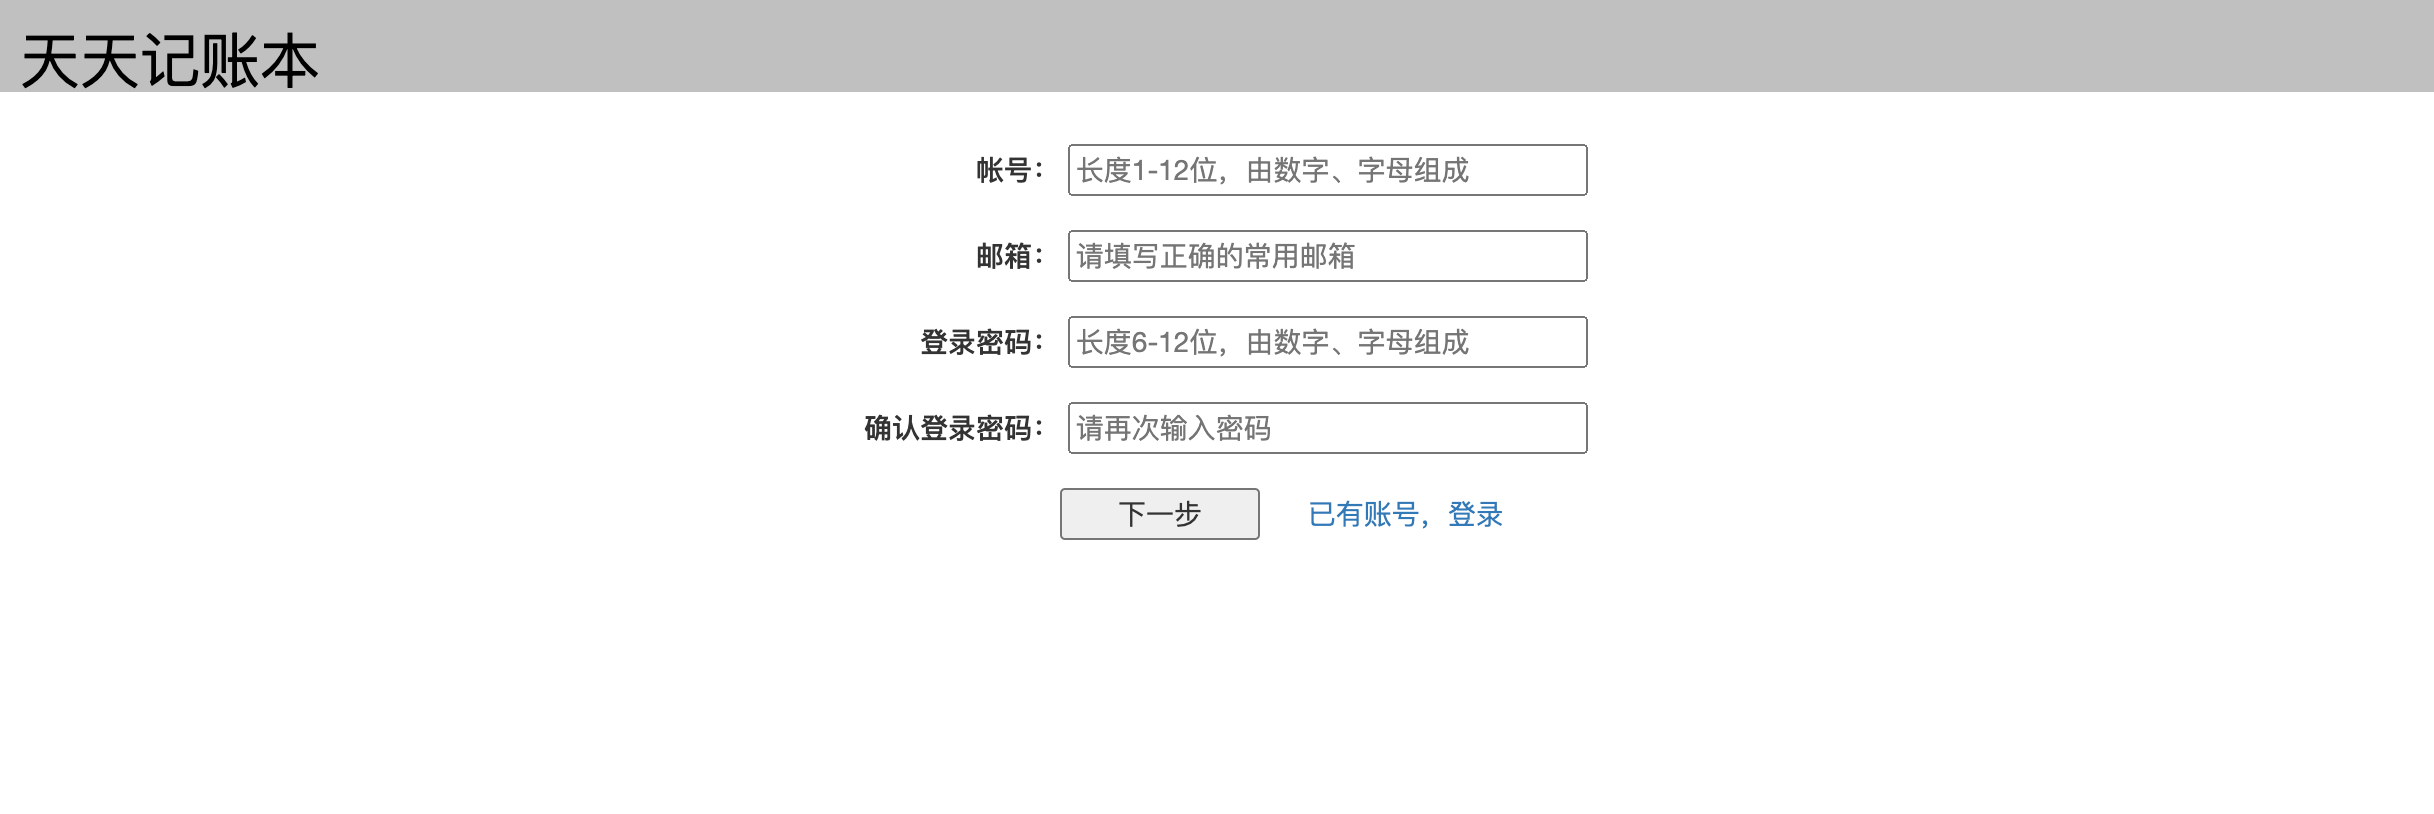 天天记账本
帐号： 长度1-12位，由数字、字母组成
邮箱： 请填写正确的常用邮箱
登录密码： 长度6-12位，由数字、字母组成
确认登录密码： 请再次输入密码
下一步 已有账号，登录